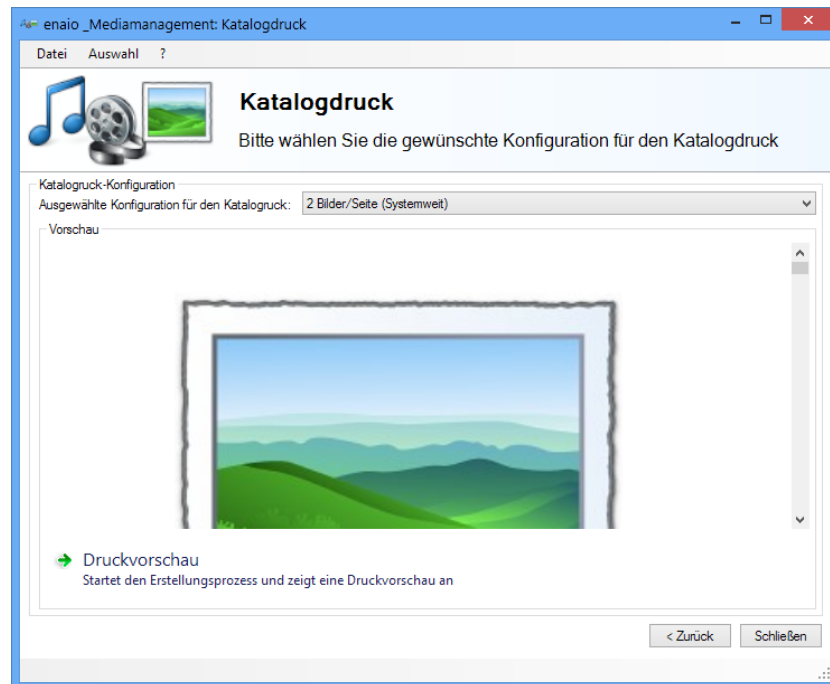 enaio _Mediamanagement: Katalogdruck
Datei Auswahl ?
Katalogdruck
Bitte wählen Sie die gewünschte Konfiguration für den Katalogdruck
Katalogruck-Konfiguration
Ausgewählte Konfiguration für den Katalogruck: 2 Bilder/Seite (Systemweit)
Vorschau
Druckvorschau
Startet den Erstellungsprozess und zeigt eine Druckvorschau an
< Zurück Schließen